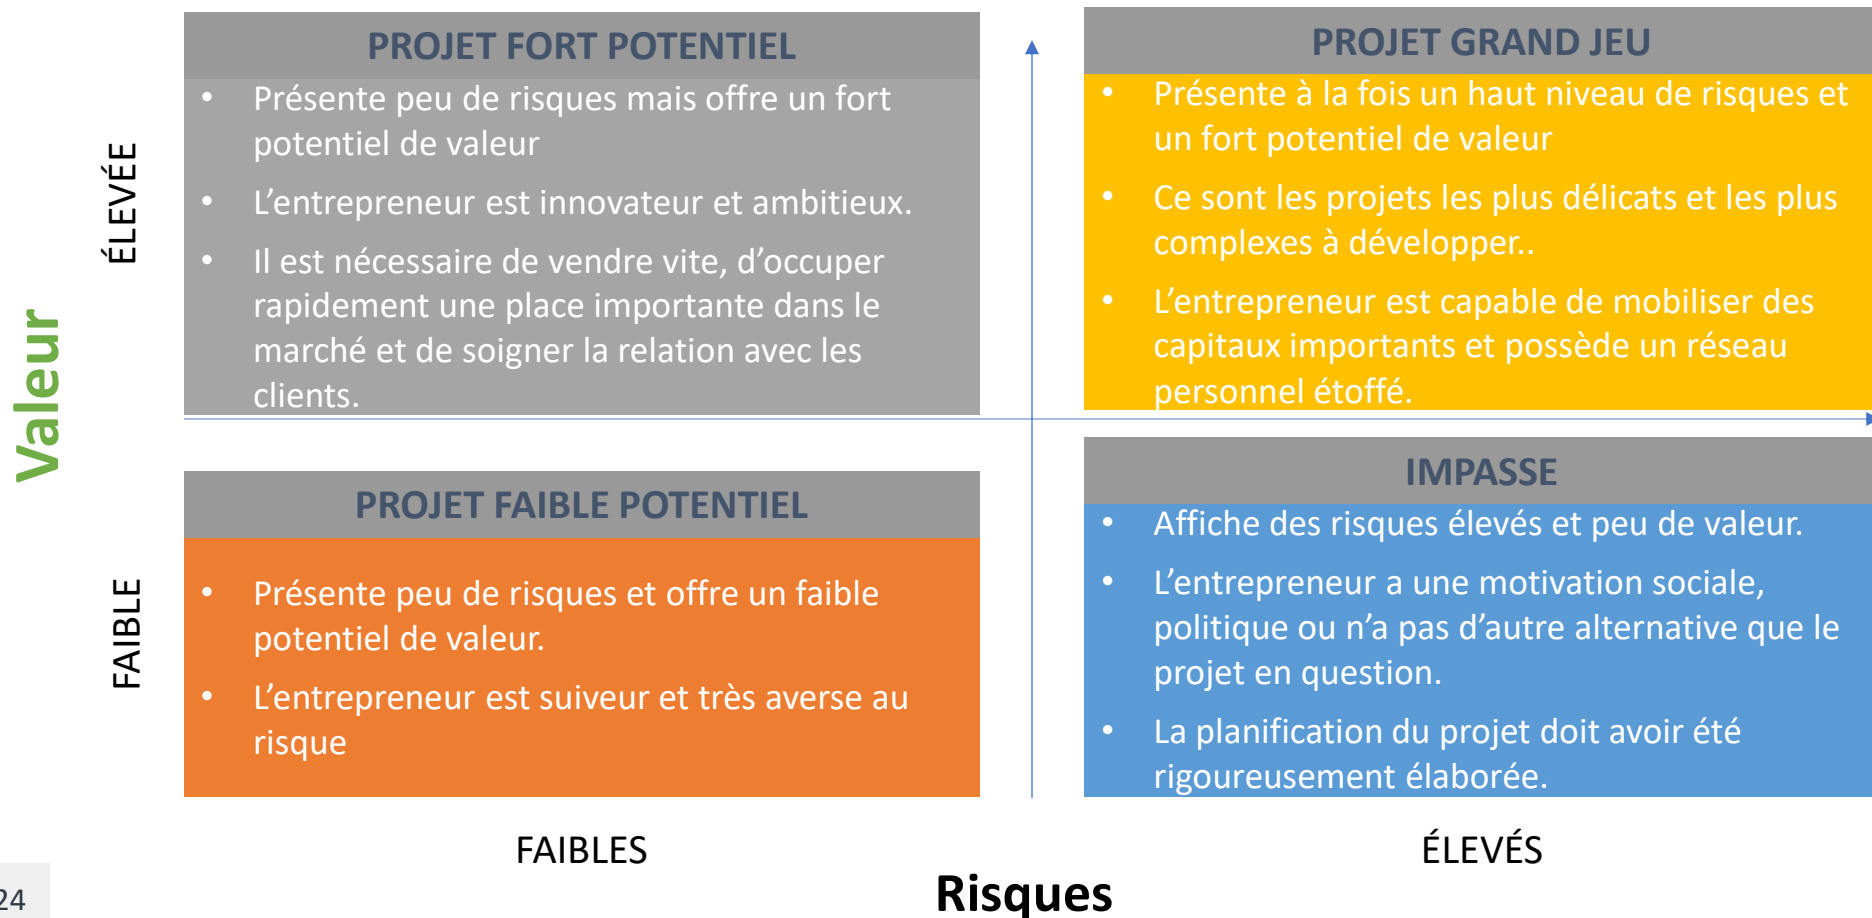 PROJET FORT POTENTIEL
• Présente peu de risques mais offre un fort
potentiel de valeur
• L’entrepreneur est innovateur et ambitieux.
• Il est nécessaire de vendre vite, d’occuper
rapidement une place importante dans le
marché et de soigner la relation avec les
clients.
PROJET GRAND JEU
• Présente à la fois un haut niveau de risques et
un fort potentiel de valeur
• Ce sont les projets les plus délicats et les plus
complexes à développer..
• L’entrepreneur est capable de mobiliser des
capitaux importants et possède un réseau
personnel étoffé.
ÉLEVÉE
Valeur
FAIBLE
PROJET FAIBLE POTENTIEL
• Présente peu de risques et offre un faible
potentiel de valeur.
• L’entrepreneur est suiveur et très averse au
risque
IMPASSE
• Affiche des risques élevés et peu de valeur.
• L’entrepreneur a une motivation sociale,
politique ou n’a pas d’autre alternative que le
projet en question.
• La planification du projet doit avoir été
rigoureusement élaborée.
FAIBLES
ÉLEVÉS
Risques
24